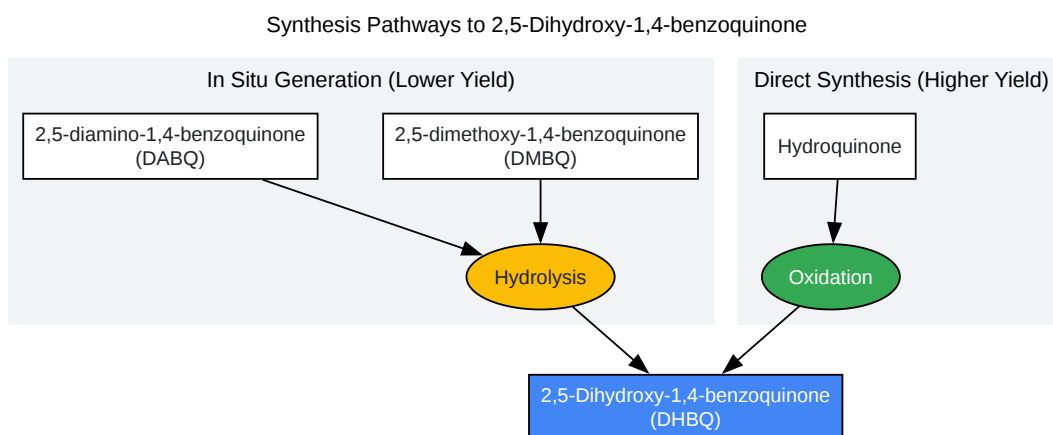 Synthesis Pathways to 2,5-Dihydroxy-1,4-benzoquinone
In Situ Generation (Lower Yield)
Direct Synthesis (Higher Yield)
2,5-diamino-1,4-benzoquinone
(DABQ)
2,5-dimethoxy-1,4-benzoquinone
(DMBQ)
Hydroquinone
Hydrolysis
Oxidation
2,5-Dihydroxy-1,4-benzoquinone
(DHBQ)